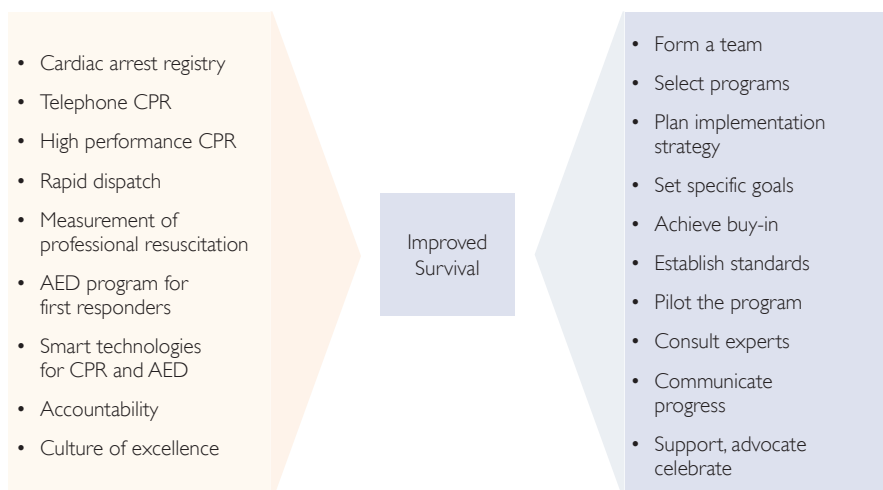 • Cardiac arrest registry
• Telephone CPR
• High performance CPR
• Rapid dispatch
• Measurement of
professional resuscitation
• AED program for
first responders
• Smart technologies
for CPR and AED
• Accountability
• Culture of excellence
Improved
Survival
• Form a team
• Select programs
• Plan implementation
strategy
• Set specific goals
• Achieve buy-in
• Establish standards
• Pilot the program
• Consult experts
• Communicate
progress
• Support, advocate
celebrate